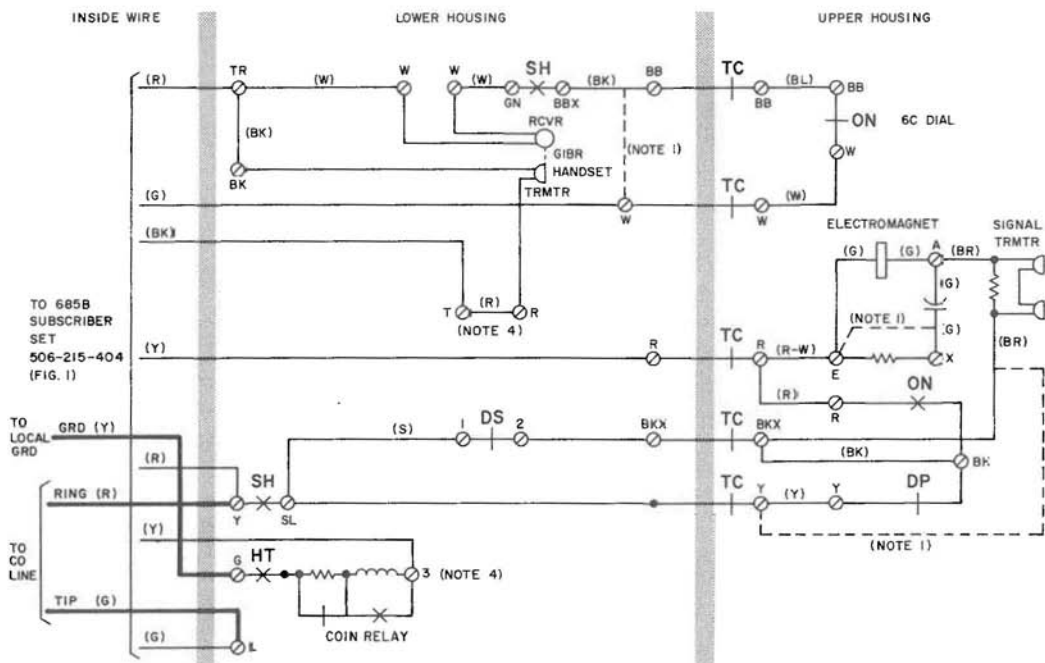 INSIDE WIRE
LOWER HOUSING
UPPER HOUSING
(R)
TR
(W)
W
W
(W)
SH
GN
BBX
(BK)
BB
TC
BB
(BL)
BB
ON
6C DIAL
W
RCVR
GIBR
HANDSET
TRMTR
(NOTE 1)
(BK)
BK
(G)
W
TC
W
(W)
(BK)
T
(R)
R
(NOTE 4)
ELECTROMAGNET
SIGNAL
TRMTR
(G)
(G)
A
(BR)
(G)
(NOTE 1)
(G)
(BR)
TO 685B
SUBSCRIBER
SET
506-215-404
(FIG. 1)
(Y)
R
TC
R
(R-W)
E
X
ON
(R)
R
TO
LOCAL
GRD
GRD (Y)
(S)
1
DS
2
BKX
TC
BKX
(BK)
BK
(R)
RING (R)
Y
SH
SL
TC
Y
(Y)
Y
DP
(NOTE 1)
(Y)
TO
CO
LINE
G
HT
3 (NOTE 4)
TIP (G)
COIN RELAY
(G)